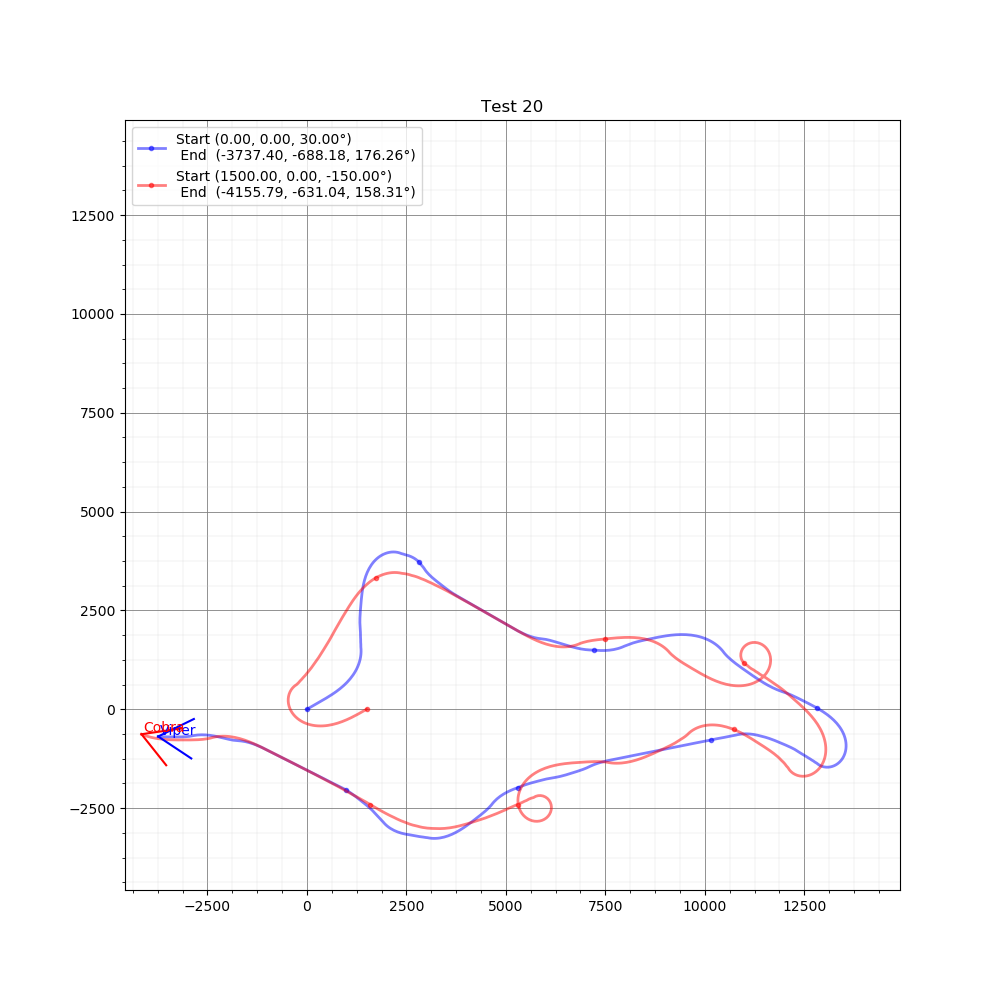 Test 20
Start (0.00, 0.00, 30.00°)
End (-3737.40, -688.18, 176.26°)
Start (1500.00, 0.00, -150.00°)
End (-4155.79, -631.04, 158.31°)
12500
10000
7500
5000
2500
0
−2500
Cobra
Viper
−2500 0 2500 5000 7500 10000 12500